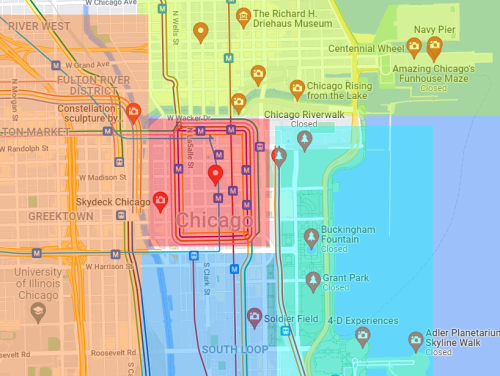 W Chicago Ave
RIVER WEST
N Wells St
The Richard H.
Driehaus Museum
Navy Pier
Centennial Wheel
W Grand Ave
Amazing Chicago's
Funhouse Maze
Closed
FULTON RIVER
DISTRICT
N Morgan St
Chicago Rising
from the Lake
Constellation
sculpture by...
W Wacker Dr
Chicago Riverwalk
Closed
TON MARKET
N LaSalle St
W Randolph St
W Madison St
Skydeck Chicago
GREEKTOWN
Chicago
Buckingham
Fountain
Closed
W Harrison St
S Clark St
University
of Illinois
Chicago
Grant Park
Closed
Soldier Field
4-D Experiences
Adler Planetarium
Skyline Walk
Closed
SOUTH LOOP
Roosevelt Rd
sevelt Rd